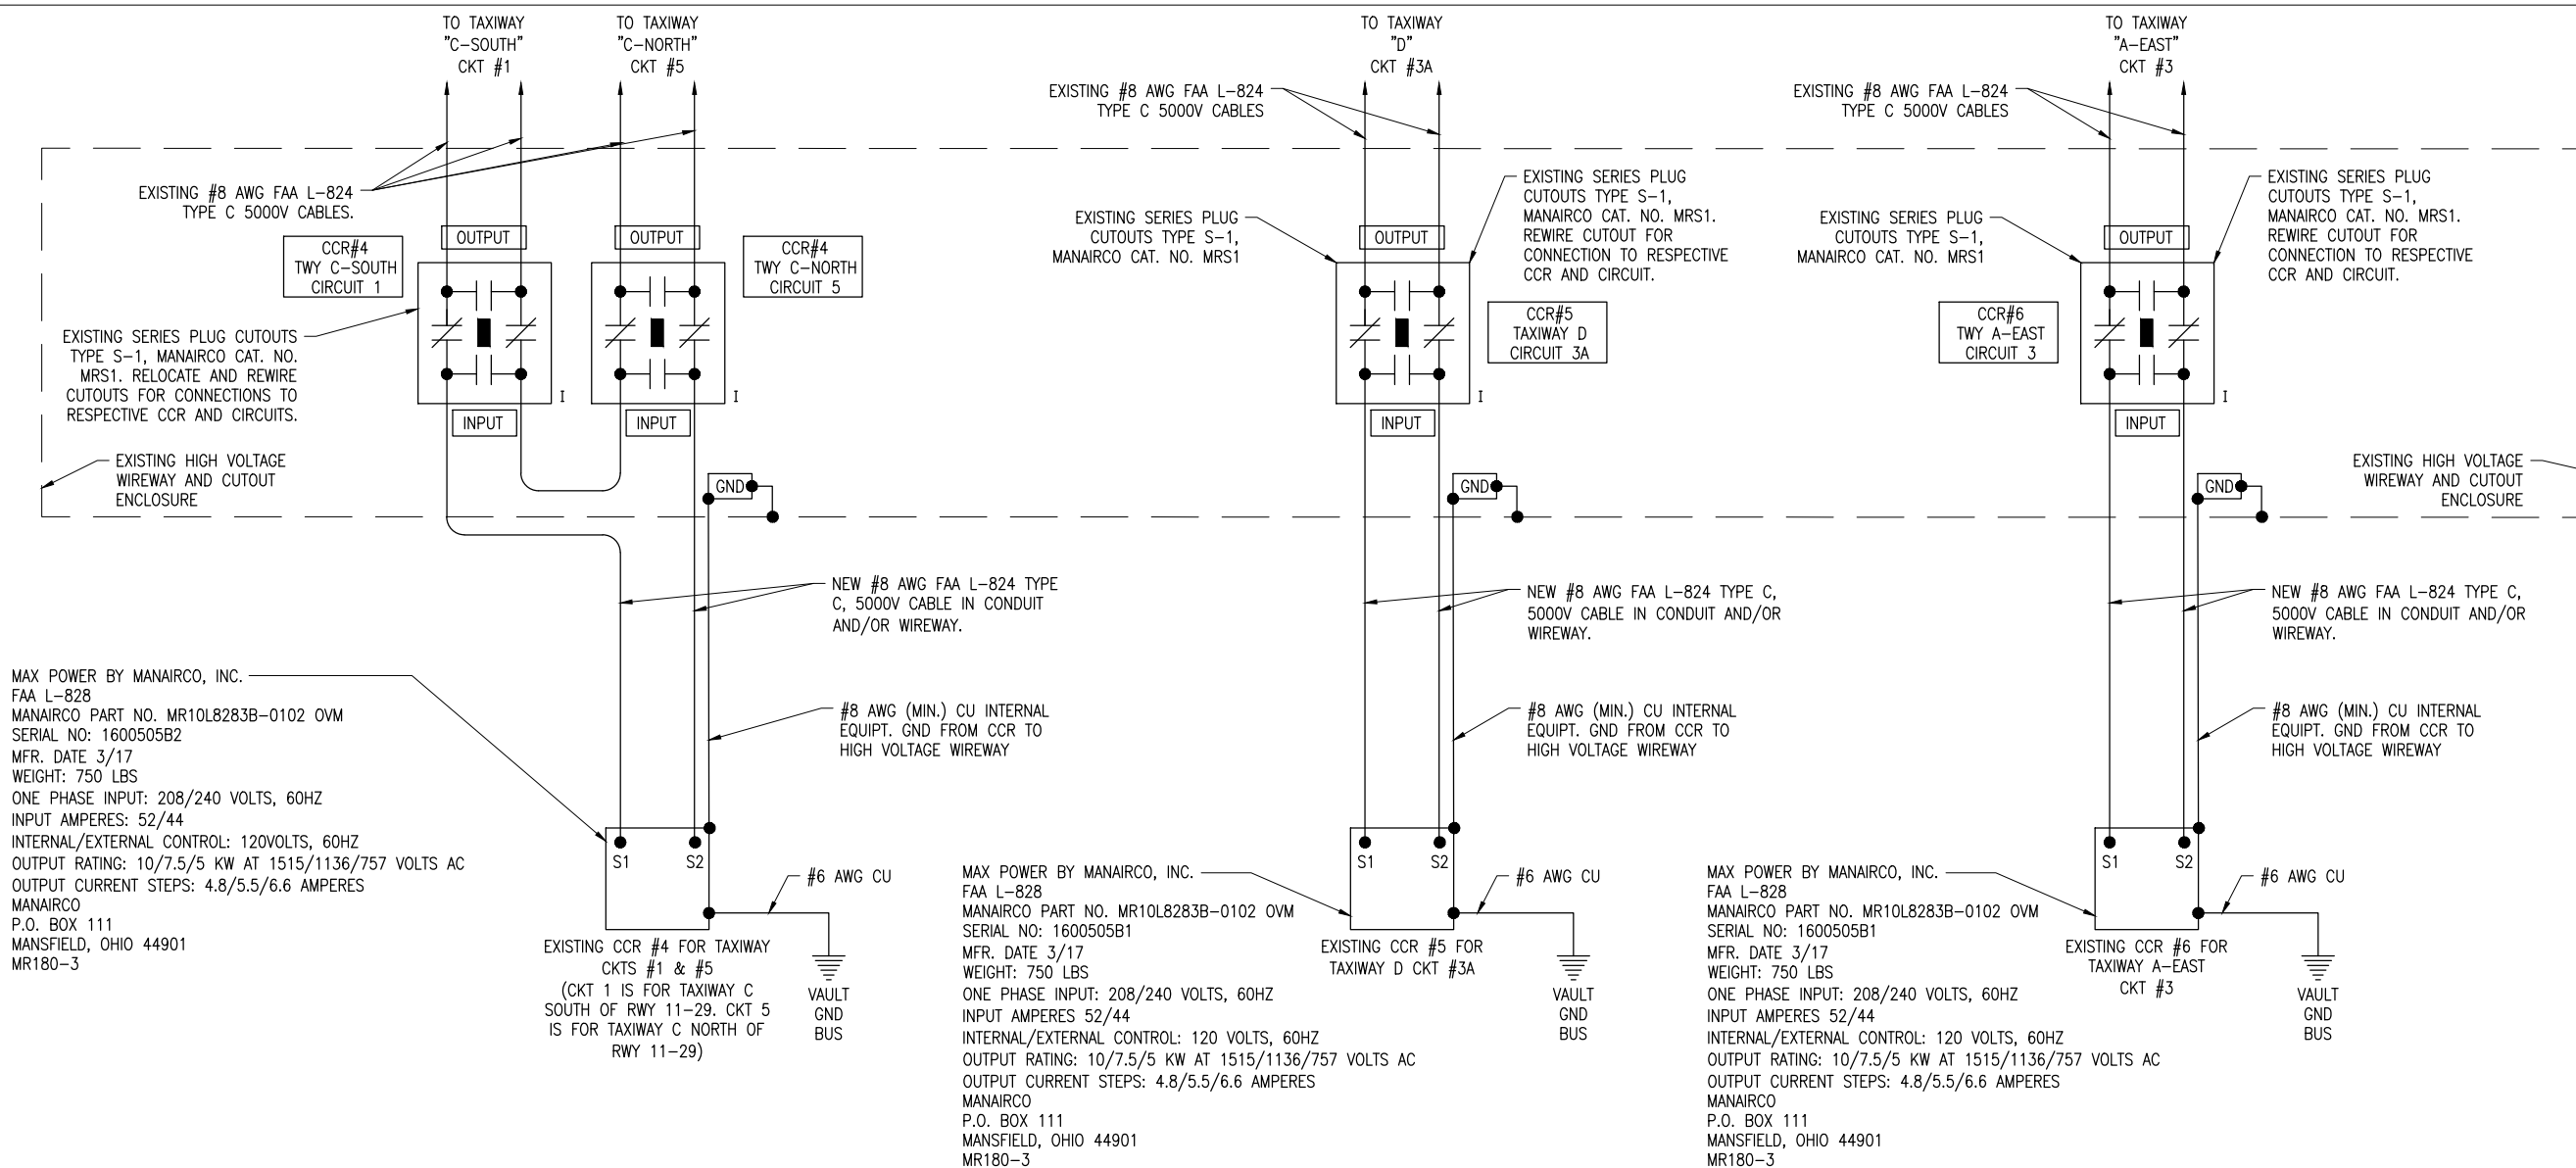 TO TAXIWAY
"C-SOUTH"
CKT #1
TO TAXIWAY
"C-NORTH"
CKT #5
EXISTING #8 AWG FAA L-824
TYPE C 5000V CABLES.
CCR#4
TWY C-SOUTH
CIRCUIT 1
OUTPUT
OUTPUT
CCR#4
TWY C-NORTH
CIRCUIT 5
EXISTING SERIES PLUG CUTOUTS
TYPE S-1, MANAIRCO CAT. NO.
MRS1. RELOCATE AND REWIRE
CUTOUTS FOR CONNECTIONS TO
RESPECTIVE CCR AND CIRCUITS.
I
I
INPUT
INPUT
EXISTING HIGH VOLTAGE
WIREWAY AND CUTOUT
ENCLOSURE
GND
NEW #8 AWG FAA L-824 TYPE
C, 5000V CABLE IN CONDUIT
AND/OR WIREWAY.
#8 AWG (MIN.) CU INTERNAL
EQUIPT. GND FROM CCR TO
HIGH VOLTAGE WIREWAY
MAX POWER BY MANAIRCO, INC.
FAA L-828
MANAIRCO PART NO. MR10L8283B-0102 OVM
SERIAL NO: 1600505B2
MFR. DATE 3/17
WEIGHT: 750 LBS
ONE PHASE INPUT: 208/240 VOLTS, 60HZ
INPUT AMPERES: 52/44
INTERNAL/EXTERNAL CONTROL: 120VOLTS, 60HZ
OUTPUT RATING: 10/7.5/5 KW AT 1515/1136/757 VOLTS AC
OUTPUT CURRENT STEPS: 4.8/5.5/6.6 AMPERES
MANAIRCO
P.O. BOX 111
MANSFIELD, OHIO 44901
MR180-3
S1
S2
#6 AWG CU
EXISTING CCR #4 FOR TAXIWAY
CKTS #1 & #5
(CKT 1 IS FOR TAXIWAY C
SOUTH OF RWY 11-29. CKT 5
IS FOR TAXIWAY C NORTH OF
RWY 11-29)
VAULT
GND
BUS
TO TAXIWAY
"D"
CKT #3A
EXISTING #8 AWG FAA L-824
TYPE C 5000V CABLES
EXISTING SERIES PLUG
CUTOUTS TYPE S-1,
MANAIRCO CAT. NO. MRS1
OUTPUT
EXISTING SERIES PLUG
CUTOUTS TYPE S-1,
MANAIRCO CAT. NO. MRS1.
REWIRE CUTOUT FOR
CONNECTION TO RESPECTIVE
CCR AND CIRCUIT.
CCR#5
TAXIWAY D
CIRCUIT 3A
I
INPUT
GND
NEW #8 AWG FAA L-824 TYPE C,
5000V CABLE IN CONDUIT AND/OR
WIREWAY.
#8 AWG (MIN.) CU INTERNAL
EQUIPT. GND FROM CCR TO
HIGH VOLTAGE WIREWAY
MAX POWER BY MANAIRCO, INC.
FAA L-828
MANAIRCO PART NO. MR10L8283B-0102 OVM
SERIAL NO: 1600505B1
MFR. DATE 3/17
WEIGHT: 750 LBS
ONE PHASE INPUT: 208/240 VOLTS, 60HZ
INPUT AMPERES 52/44
INTERNAL/EXTERNAL CONTROL: 120 VOLTS, 60HZ
OUTPUT RATING: 10/7.5/5 KW AT 1515/1136/757 VOLTS AC
OUTPUT CURRENT STEPS: 4.8/5.5/6.6 AMPERES
MANAIRCO
P.O. BOX 111
MANSFIELD, OHIO 44901
MR180-3
S1
S2
#6 AWG CU
EXISTING CCR #5 FOR
TAXIWAY D CKT #3A
VAULT
GND
BUS
TO TAXIWAY
"A-EAST"
CKT #3
EXISTING #8 AWG FAA L-824
TYPE C 5000V CABLES
EXISTING SERIES PLUG
CUTOUTS TYPE S-1,
MANAIRCO CAT. NO. MRS1
OUTPUT
EXISTING SERIES PLUG
CUTOUTS TYPE S-1,
MANAIRCO CAT. NO. MRS1.
REWIRE CUTOUT FOR
CONNECTION TO RESPECTIVE
CCR AND CIRCUIT.
CCR#6
TWY A-EAST
CIRCUIT 3
I
INPUT
GND
EXISTING HIGH VOLTAGE
WIREWAY AND CUTOUT
ENCLOSURE
NEW #8 AWG FAA L-824 TYPE C,
5000V CABLE IN CONDUIT AND/OR
WIREWAY.
#8 AWG (MIN.) CU INTERNAL
EQUIPT. GND FROM CCR TO
HIGH VOLTAGE WIREWAY
MAX POWER BY MANAIRCO, INC.
FAA L-828
MANAIRCO PART NO. MR10L8283B-0102 OVM
SERIAL NO: 1600505B1
MFR. DATE 3/17
WEIGHT: 750 LBS
ONE PHASE INPUT: 208/240 VOLTS, 60HZ
INPUT AMPERES 52/44
INTERNAL/EXTERNAL CONTROL: 120 VOLTS, 60HZ
OUTPUT RATING: 10/7.5/5 KW AT 1515/1136/757 VOLTS AC
OUTPUT CURRENT STEPS: 4.8/5.5/6.6 AMPERES
MANAIRCO
P.O. BOX 111
MANSFIELD, OHIO 44901
MR180-3
S1
S2
#6 AWG CU
EXISTING CCR #6 FOR
TAXIWAY A-EAST
CKT #3
VAULT
GND
BUS